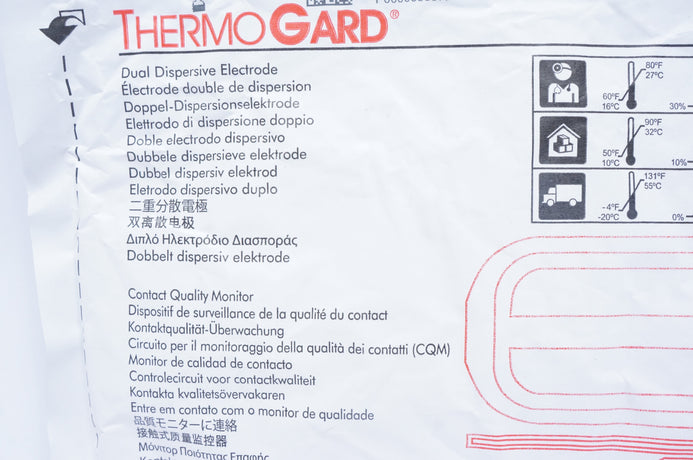 THERMOGARD®
Dual Dispersive Electrode
Électrode double de dispersion
Doppel-Dispersionselektrode
Elettrodo di dispersione doppio
Doble electrodo dispersivo
Dubbele dispersieve elektrode
Dubbel dispersiv elektrod
Eletrodo dispersivo duplo
二重分散電極
双离散电极
Διπλό Ηλεκτρόδιο Διασποράς
Dobbelt dispersiv elektrode
Contact Quality Monitor
Dispositif de surveillance de la qualité du contact
Kontaktqualität-Überwachung
Circuito per il monitoraggio della qualità dei contatti (CQM)
Monitor de calidad de contacto
Controlecircuit voor contactkwaliteit
Kontakta kvalitetsövervakaren
Entre em contato com o monitor de qualidade
品質モニターに連絡
接触式质量监控器
Μόνιτορ Ποιότητας Επαφής
80°F
27°C
60°F
16°C
30%
90°F
32°C
50°F
10°C
10%
131°F
55°C
-4°F
-20°C
0%